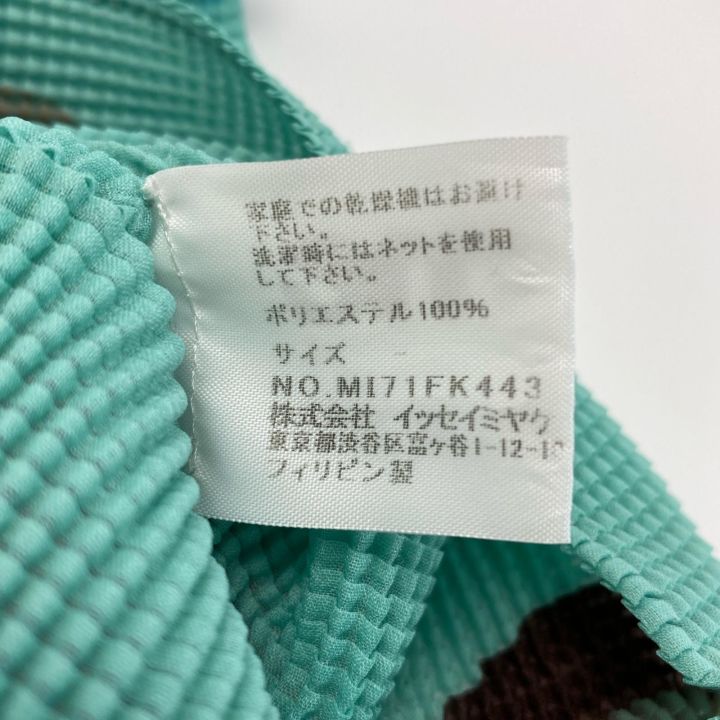 家庭での乾燥機はお避け
下さい。
洗濯時にはネットを使用
して下さい。
ポリエステル100%
サイズ -
NO.MI71FK443
株式会社 イッセイミヤケ
東京都渋谷区富ヶ谷1-12-10
フィリピン製